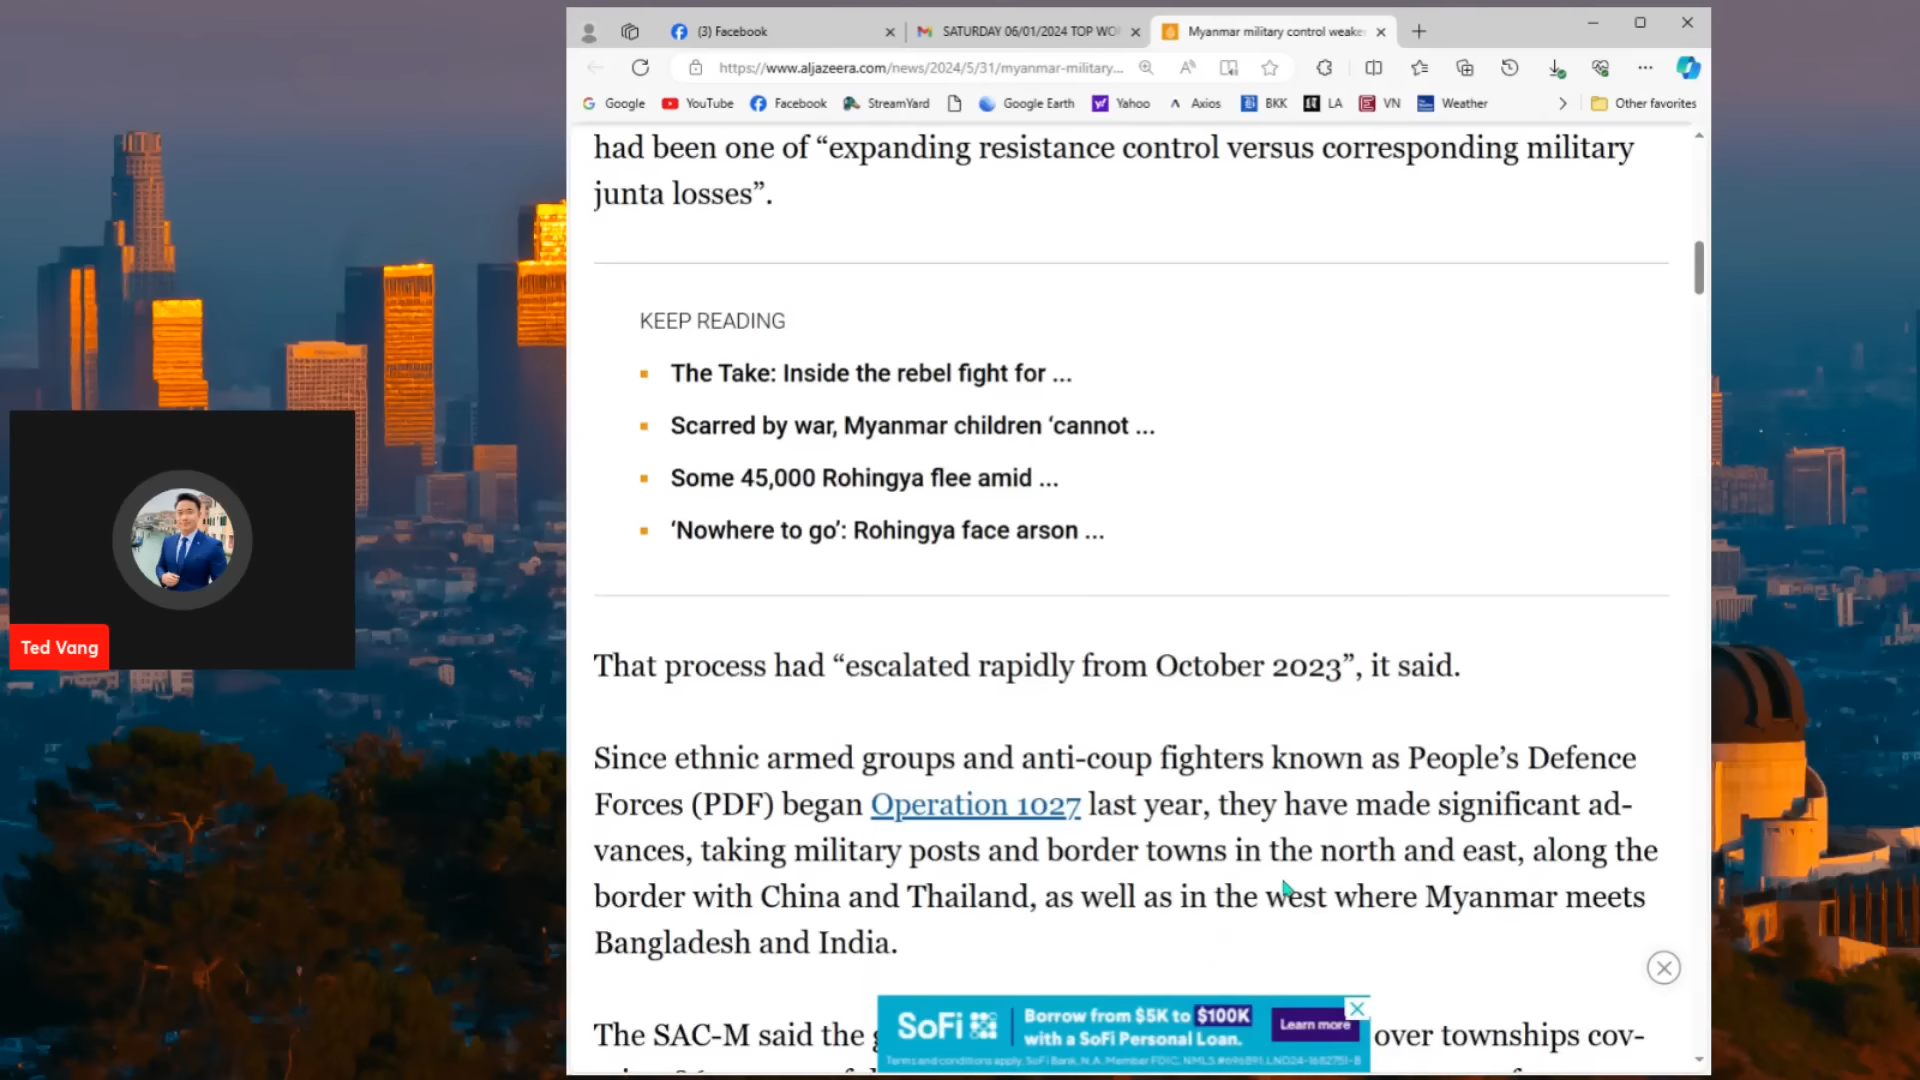 (3) Facebook
SATURDAY 06/01/2024 TOP WO
Myanmar military control weake
https://www.aljazeera.com/news/2024/5/31/myanmar-military...
Google YouTube Facebook StreamYard Google Earth Yahoo Axios BKK LA VN Weather Other favorites
had been one of “expanding resistance control versus corresponding military
junta losses”.
KEEP READING
The Take: Inside the rebel fight for ...
Scarred by war, Myanmar children ‘cannot ...
Some 45,000 Rohingya flee amid ...
‘Nowhere to go’: Rohingya face arson ...
Ted Vang
That process had “escalated rapidly from October 2023”, it said.
Since ethnic armed groups and anti-coup fighters known as People’s Defence
Forces (PDF) began Operation 1027 last year, they have made significant ad-
vances, taking military posts and border towns in the north and east, along the
border with China and Thailand, as well as in the west where Myanmar meets
Bangladesh and India.
The SAC-M said the
over townships cov-
SoFi
Borrow from $5K to $100K
with a SoFi Personal Loan.
Learn more
Terms and conditions apply. SoFi Bank, N.A. Member FDIC.